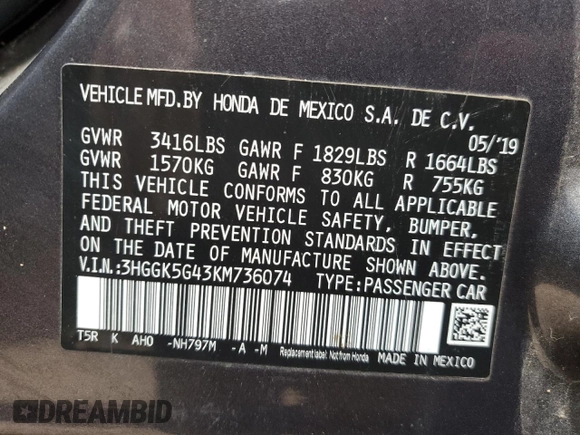 VEHICLE MFD.BY HONDA DE MEXICO S.A. DE C.V.
05/'19
GVWR 3416LBS GAWR F 1829LBS R 1664LBS
GVWR 1570KG GAWR F 830KG R 755KG
THIS VEHICLE CONFORMS TO ALL APPLICABLE
FEDERAL MOTOR VEHICLE SAFETY, BUMPER,
AND THEFT PREVENTION STANDARDS IN EFFECT
ON THE DATE OF MANUFACTURE SHOWN ABOVE.
V.I.N.:3HGGK5G43KM736074 TYPE:PASSENGER CAR
T5R K AHO -NH797M -A -M Replacement label: Not from Honda MADE IN MEXICO
DREAMBID